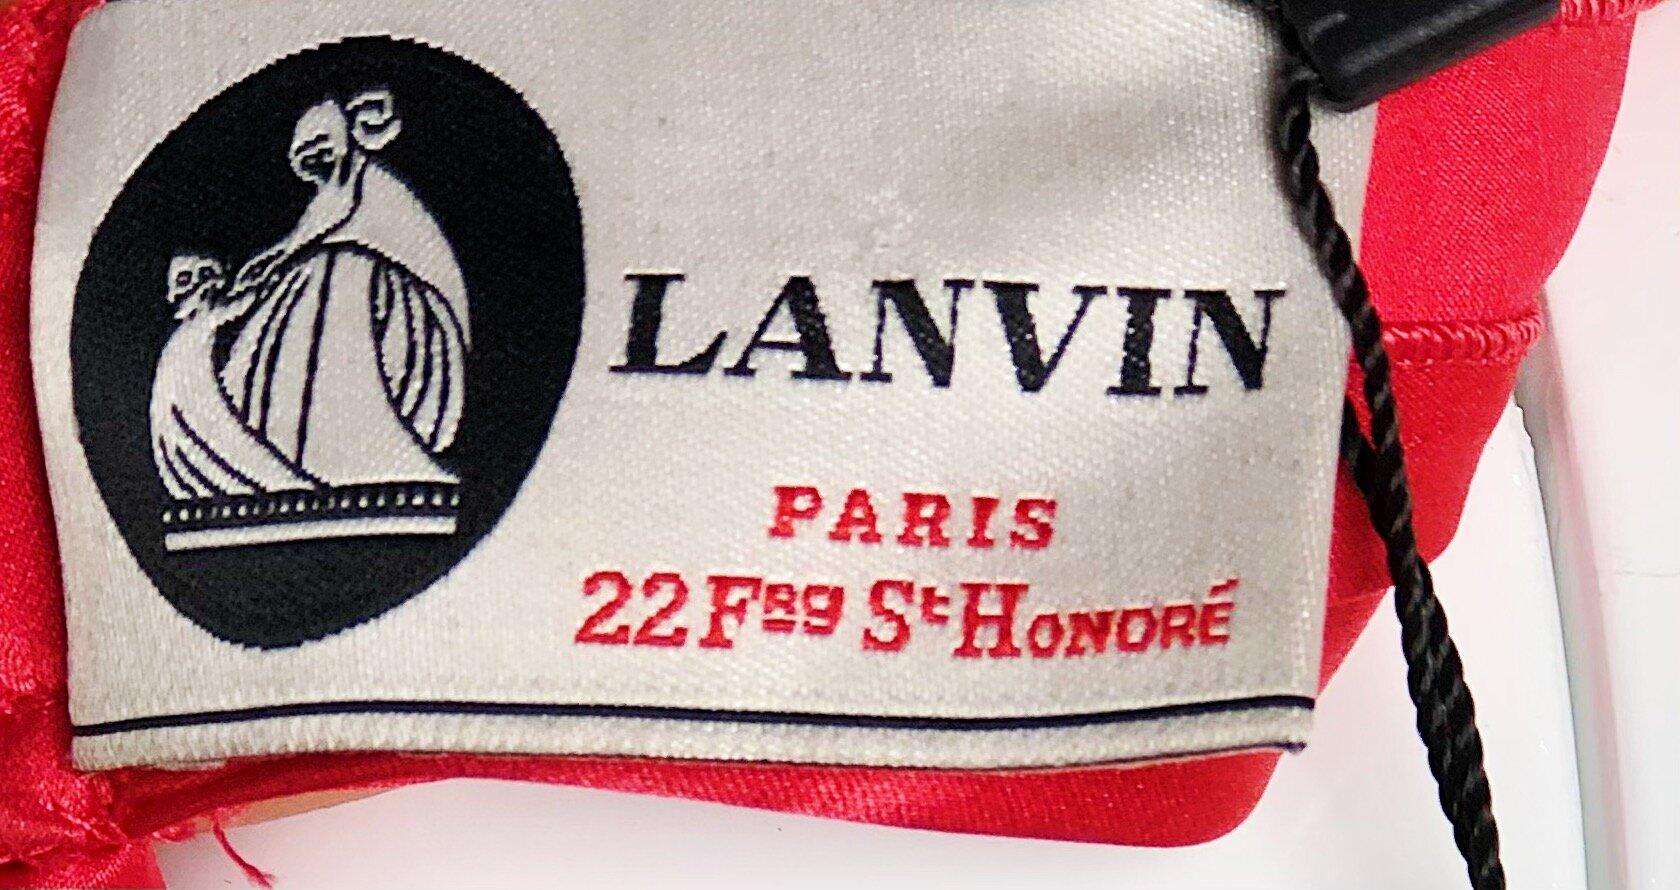 LANVIN
PARIS
22 Fbg St HONORÉ